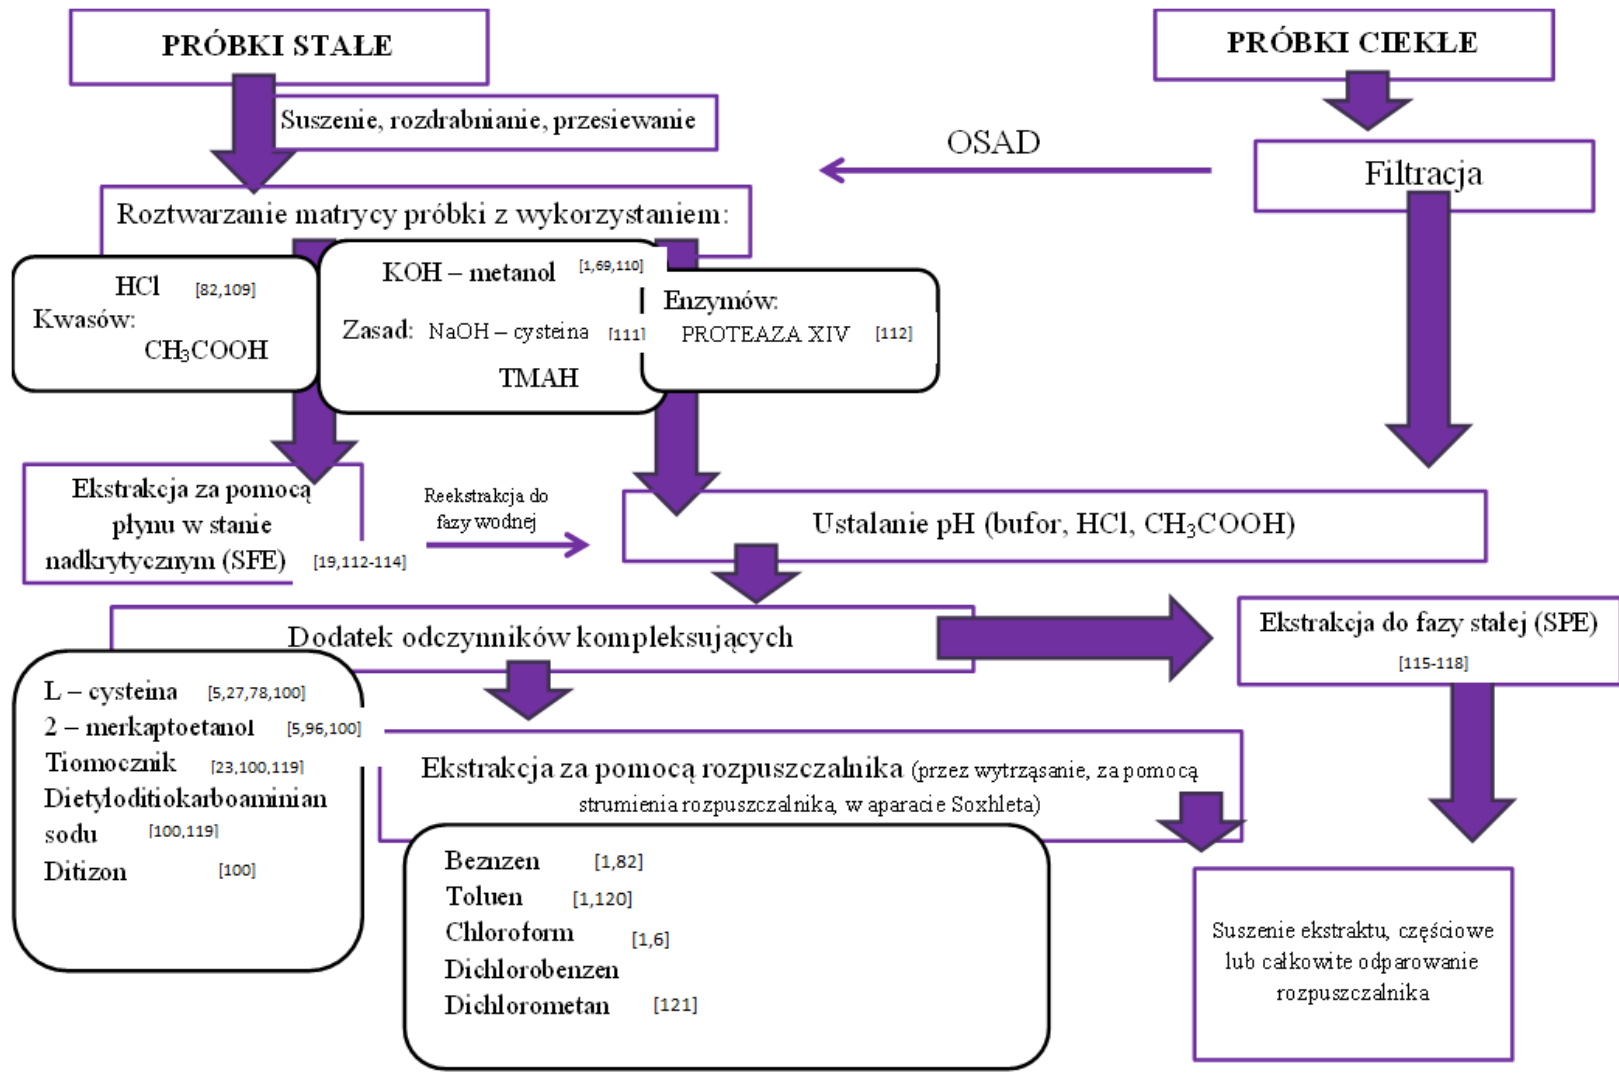 PRÓBKI STAŁE
PRÓBKI CIEKŁE
Suszenie, rozdrabnianie, przesiewanie
OSAD
Filtracja
Roztwarzanie matrycy próbki z wykorzystaniem:
HCl [82,109]
Kwasów:
CH₃COOH
KOH – metanol [1,69,110]
Zasad: NaOH – cysteina [111]
TMAH
Enzymów:
PROTEAZA XIV [112]
Ekstrakcja za pomocą
płynu w stanie
nadkrytycznym (SFE) [19,112-114]
Reekstrakcja do
fazy wodnej
Ustalanie pH (bufor, HCl, CH₃COOH)
Dodatek odczynników kompleksujących
Ekstrakcja do fazy stałej (SPE)
[115-118]
L – cysteina [5,27,78,100]
2 – merkaptoetanol [5,96,100]
Tiomocznik [23,100,119]
Dietyloditiokarboaminian
sodu [100,119]
Ditizon [100]
Ekstrakcja za pomocą rozpuszczalnika (przez wytrząsanie, za pomocą
strumienia rozpuszczalnika, w aparacie Soxhleta)
Beznzen [1,82]
Toluen [1,120]
Chloroform [1,6]
Dichlorobenzen
Dichlorometan [121]
Suszenie ekstraktu, częściowe
lub całkowite odparowanie
rozpuszczalnika